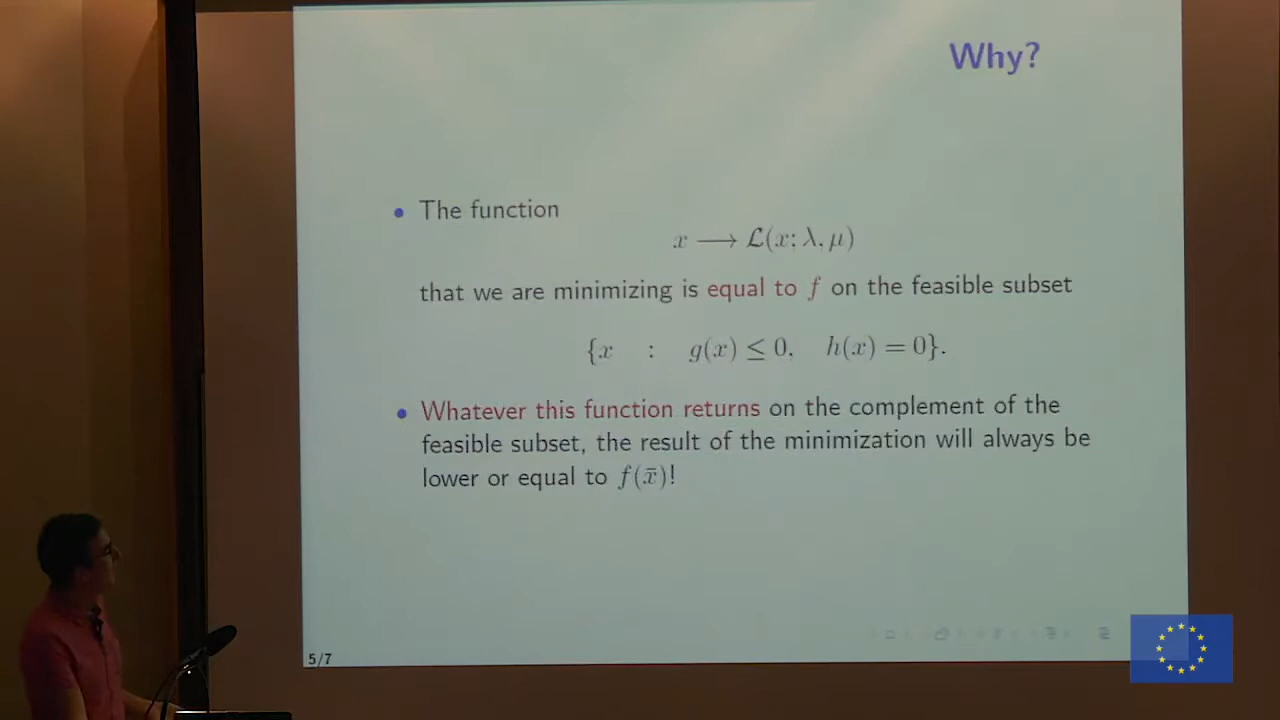 Why?
• The function
x ⟶ ℒ(x; λ, μ)
that we are minimizing is equal to f on the feasible subset
{x : g(x) ≤ 0, h(x) = 0}.
• Whatever this function returns on the complement of the
feasible subset, the result of the minimization will always be
lower or equal to f(x̄)!
5/7